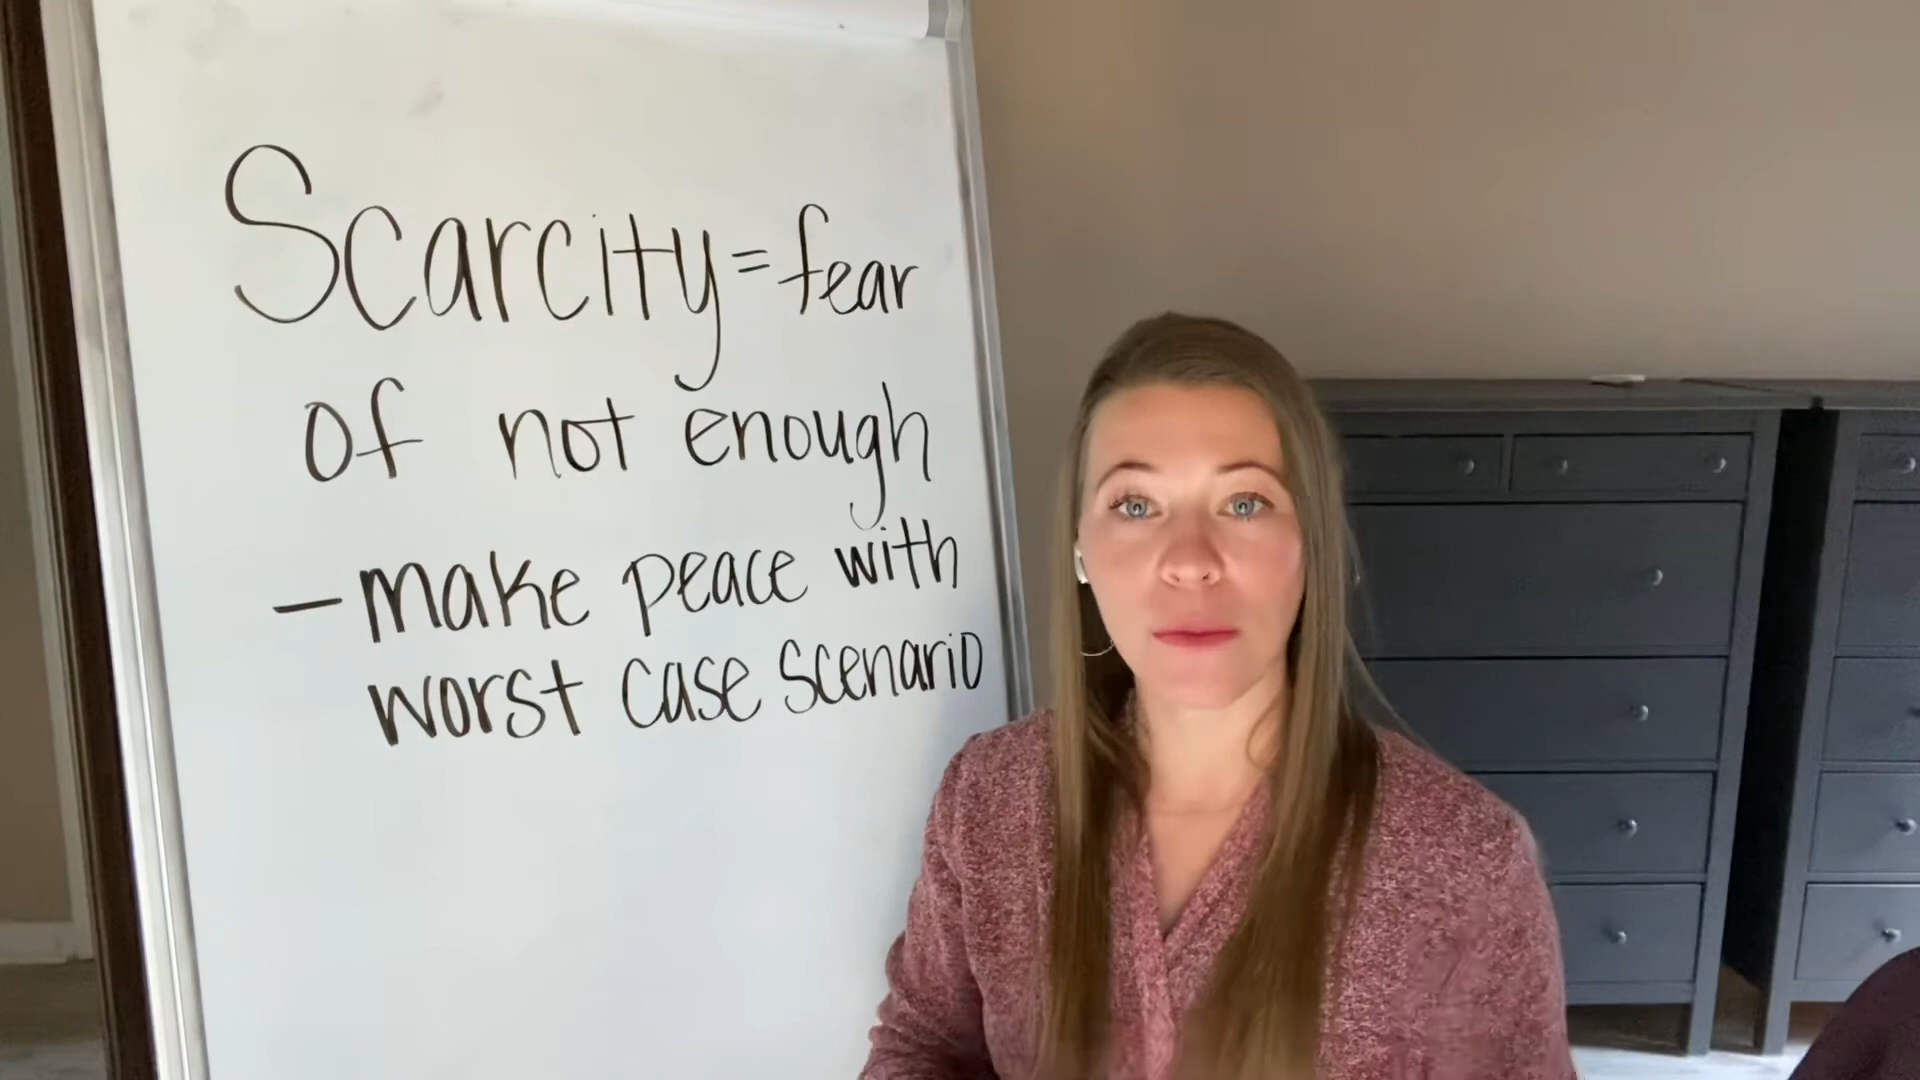 Scarcity = fear
of not enough
- make peace with
worst case scenario